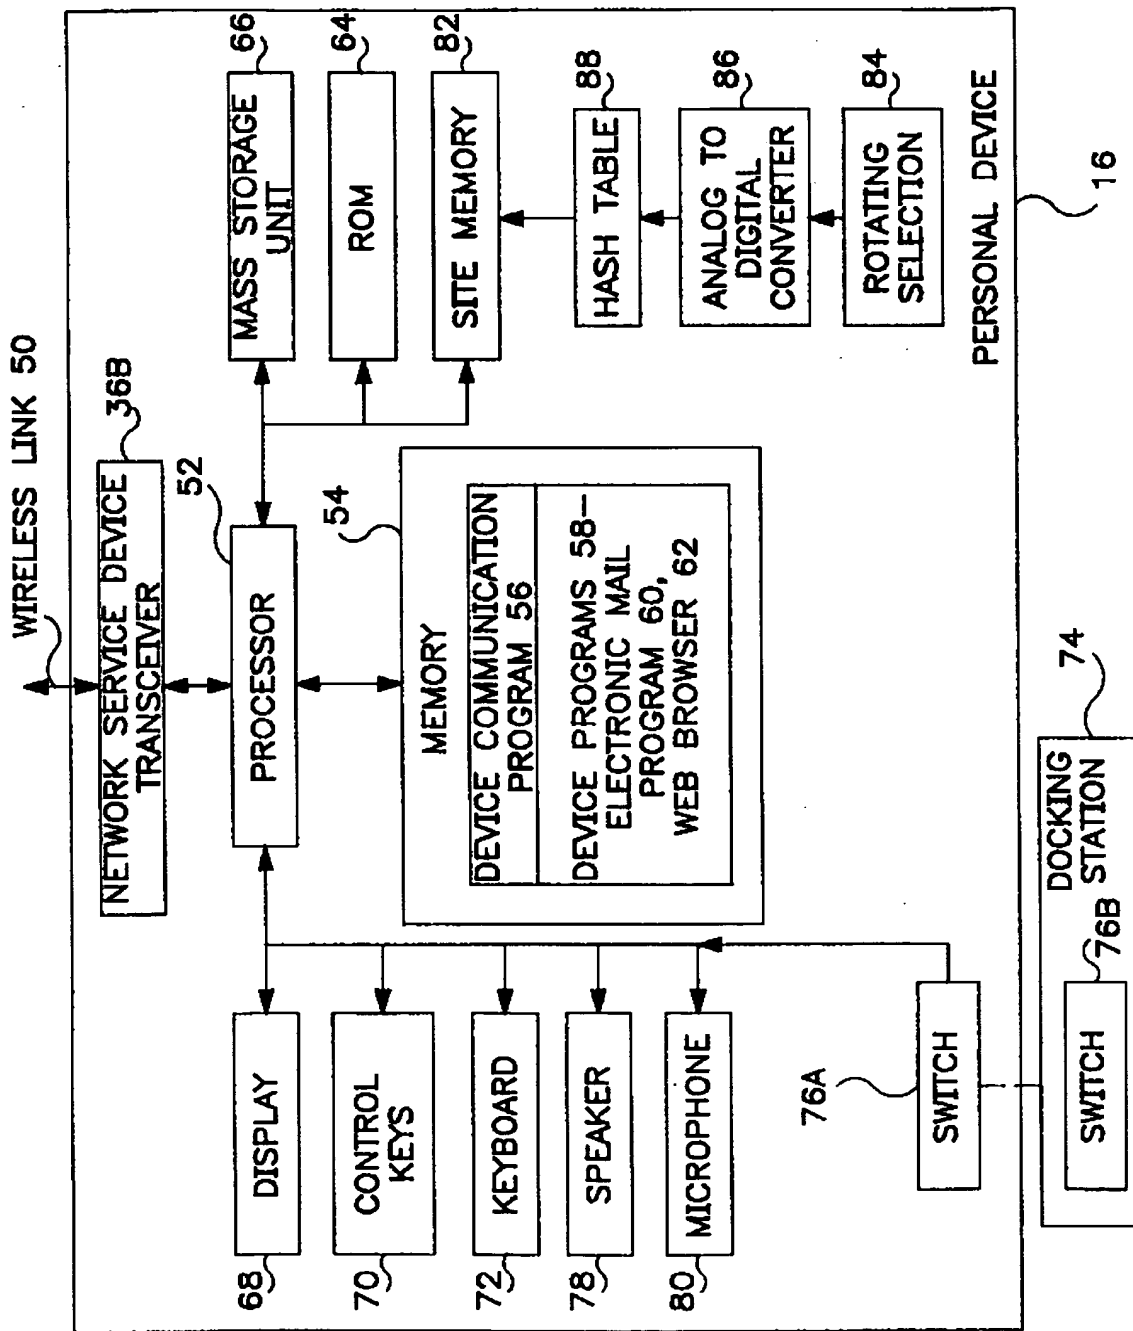 WIRELESS LINK 50
NETWORK SERVICE DEVICE
TRANSCEIVER
36B
PROCESSOR
52
MASS STORAGE
UNIT
66
ROM
64
SITE MEMORY
82
HASH TABLE
88
ANALOG TO
DIGITAL
CONVERTER
86
ROTATING
SELECTION
84
PERSONAL DEVICE
16
MEMORY
54
DEVICE COMMUNICATION
PROGRAM 56
DEVICE PROGRAMS 58—
ELECTRONIC MAIL
PROGRAM 60,
WEB BROWSER 62
DISPLAY
68
CONTROL
KEYS
70
KEYBOARD
72
SPEAKER
78
MICROPHONE
80
SWITCH
76A
DOCKING
STATION
74
SWITCH
76B